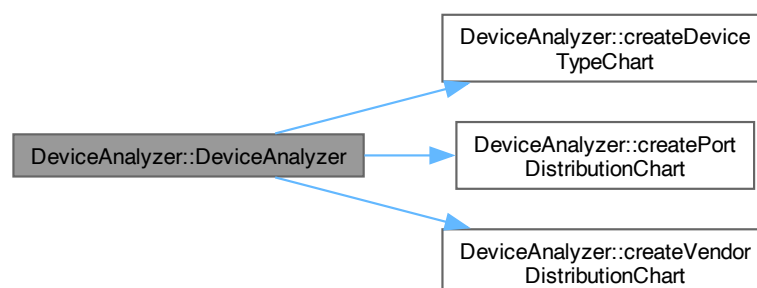 DeviceAnalyzer::createDevice
TypeChart
DeviceAnalyzer::DeviceAnalyzer
DeviceAnalyzer::createPort
DistributionChart
DeviceAnalyzer::createVendor
DistributionChart